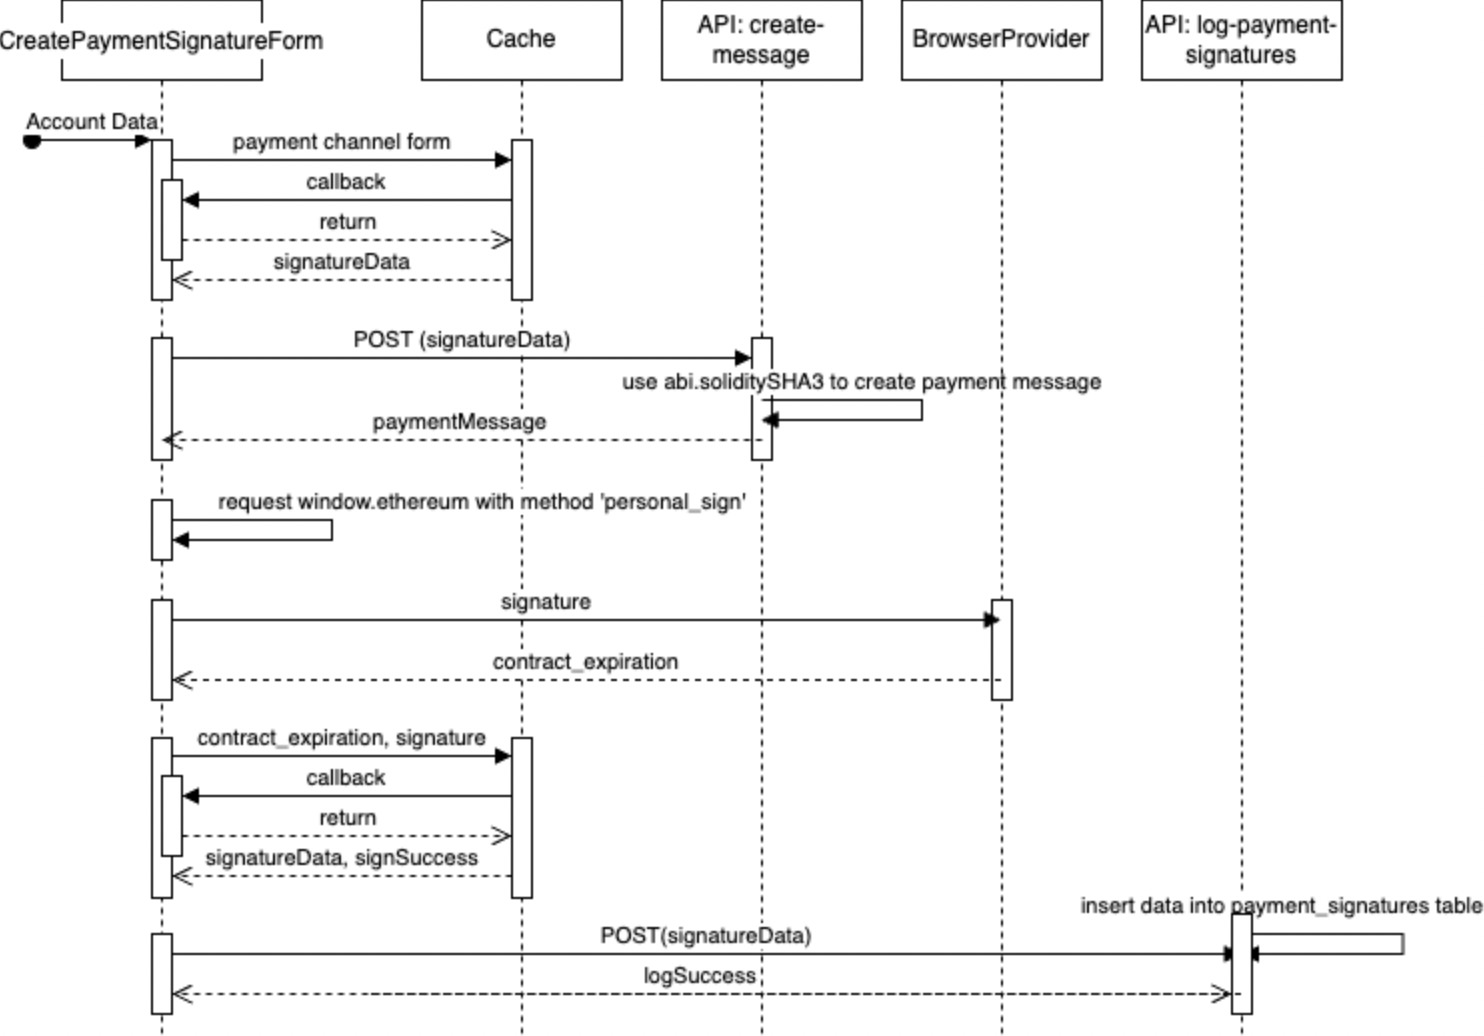 CreatePaymentSignatureForm
Cache
API: create-
message
BrowserProvider
API: log-payment-
signatures
Account Data
payment channel form
callback
return
signatureData
POST (signatureData)
use abi.soliditySHA3 to create payment message
paymentMessage
request window.ethereum with method 'personal_sign'
signature
contract_expiration
contract_expiration, signature
callback
return
signatureData, signSuccess
insert data into payment_signatures table
POST(signatureData)
logSuccess